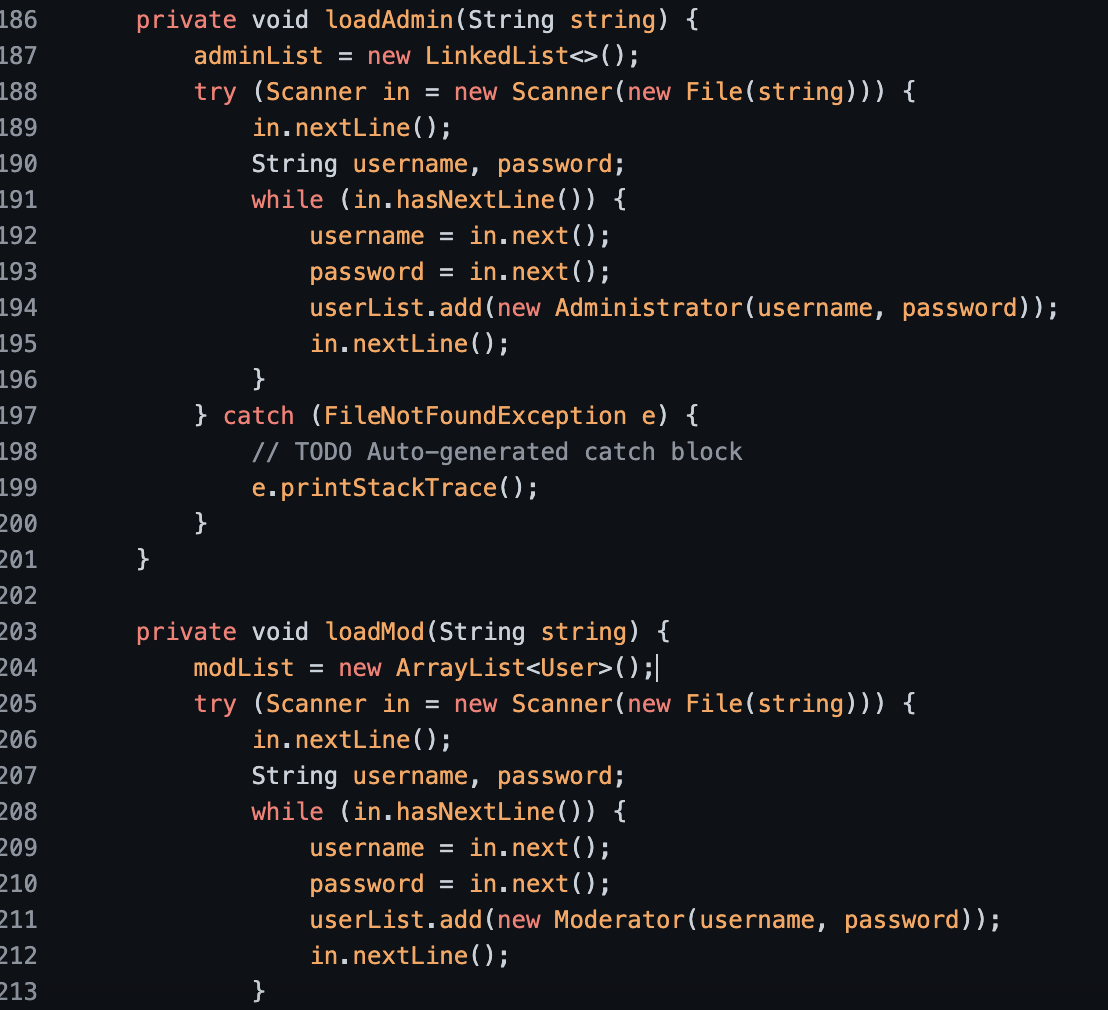 186 private void loadAdmin(String string) {
187 adminList = new LinkedList<>();
188 try (Scanner in = new Scanner(new File(string))) {
189 in.nextLine();
190 String username, password;
191 while (in.hasNextLine()) {
192 username = in.next();
193 password = in.next();
194 userList.add(new Administrator(username, password));
195 in.nextLine();
196 }
197 } catch (FileNotFoundException e) {
198 // TODO Auto-generated catch block
199 e.printStackTrace();
200 }
201 }
202
203 private void loadMod(String string) {
204 modList = new ArrayList<User>();
205 try (Scanner in = new Scanner(new File(string))) {
206 in.nextLine();
207 String username, password;
208 while (in.hasNextLine()) {
209 username = in.next();
210 password = in.next();
211 userList.add(new Moderator(username, password));
212 in.nextLine();
213 }